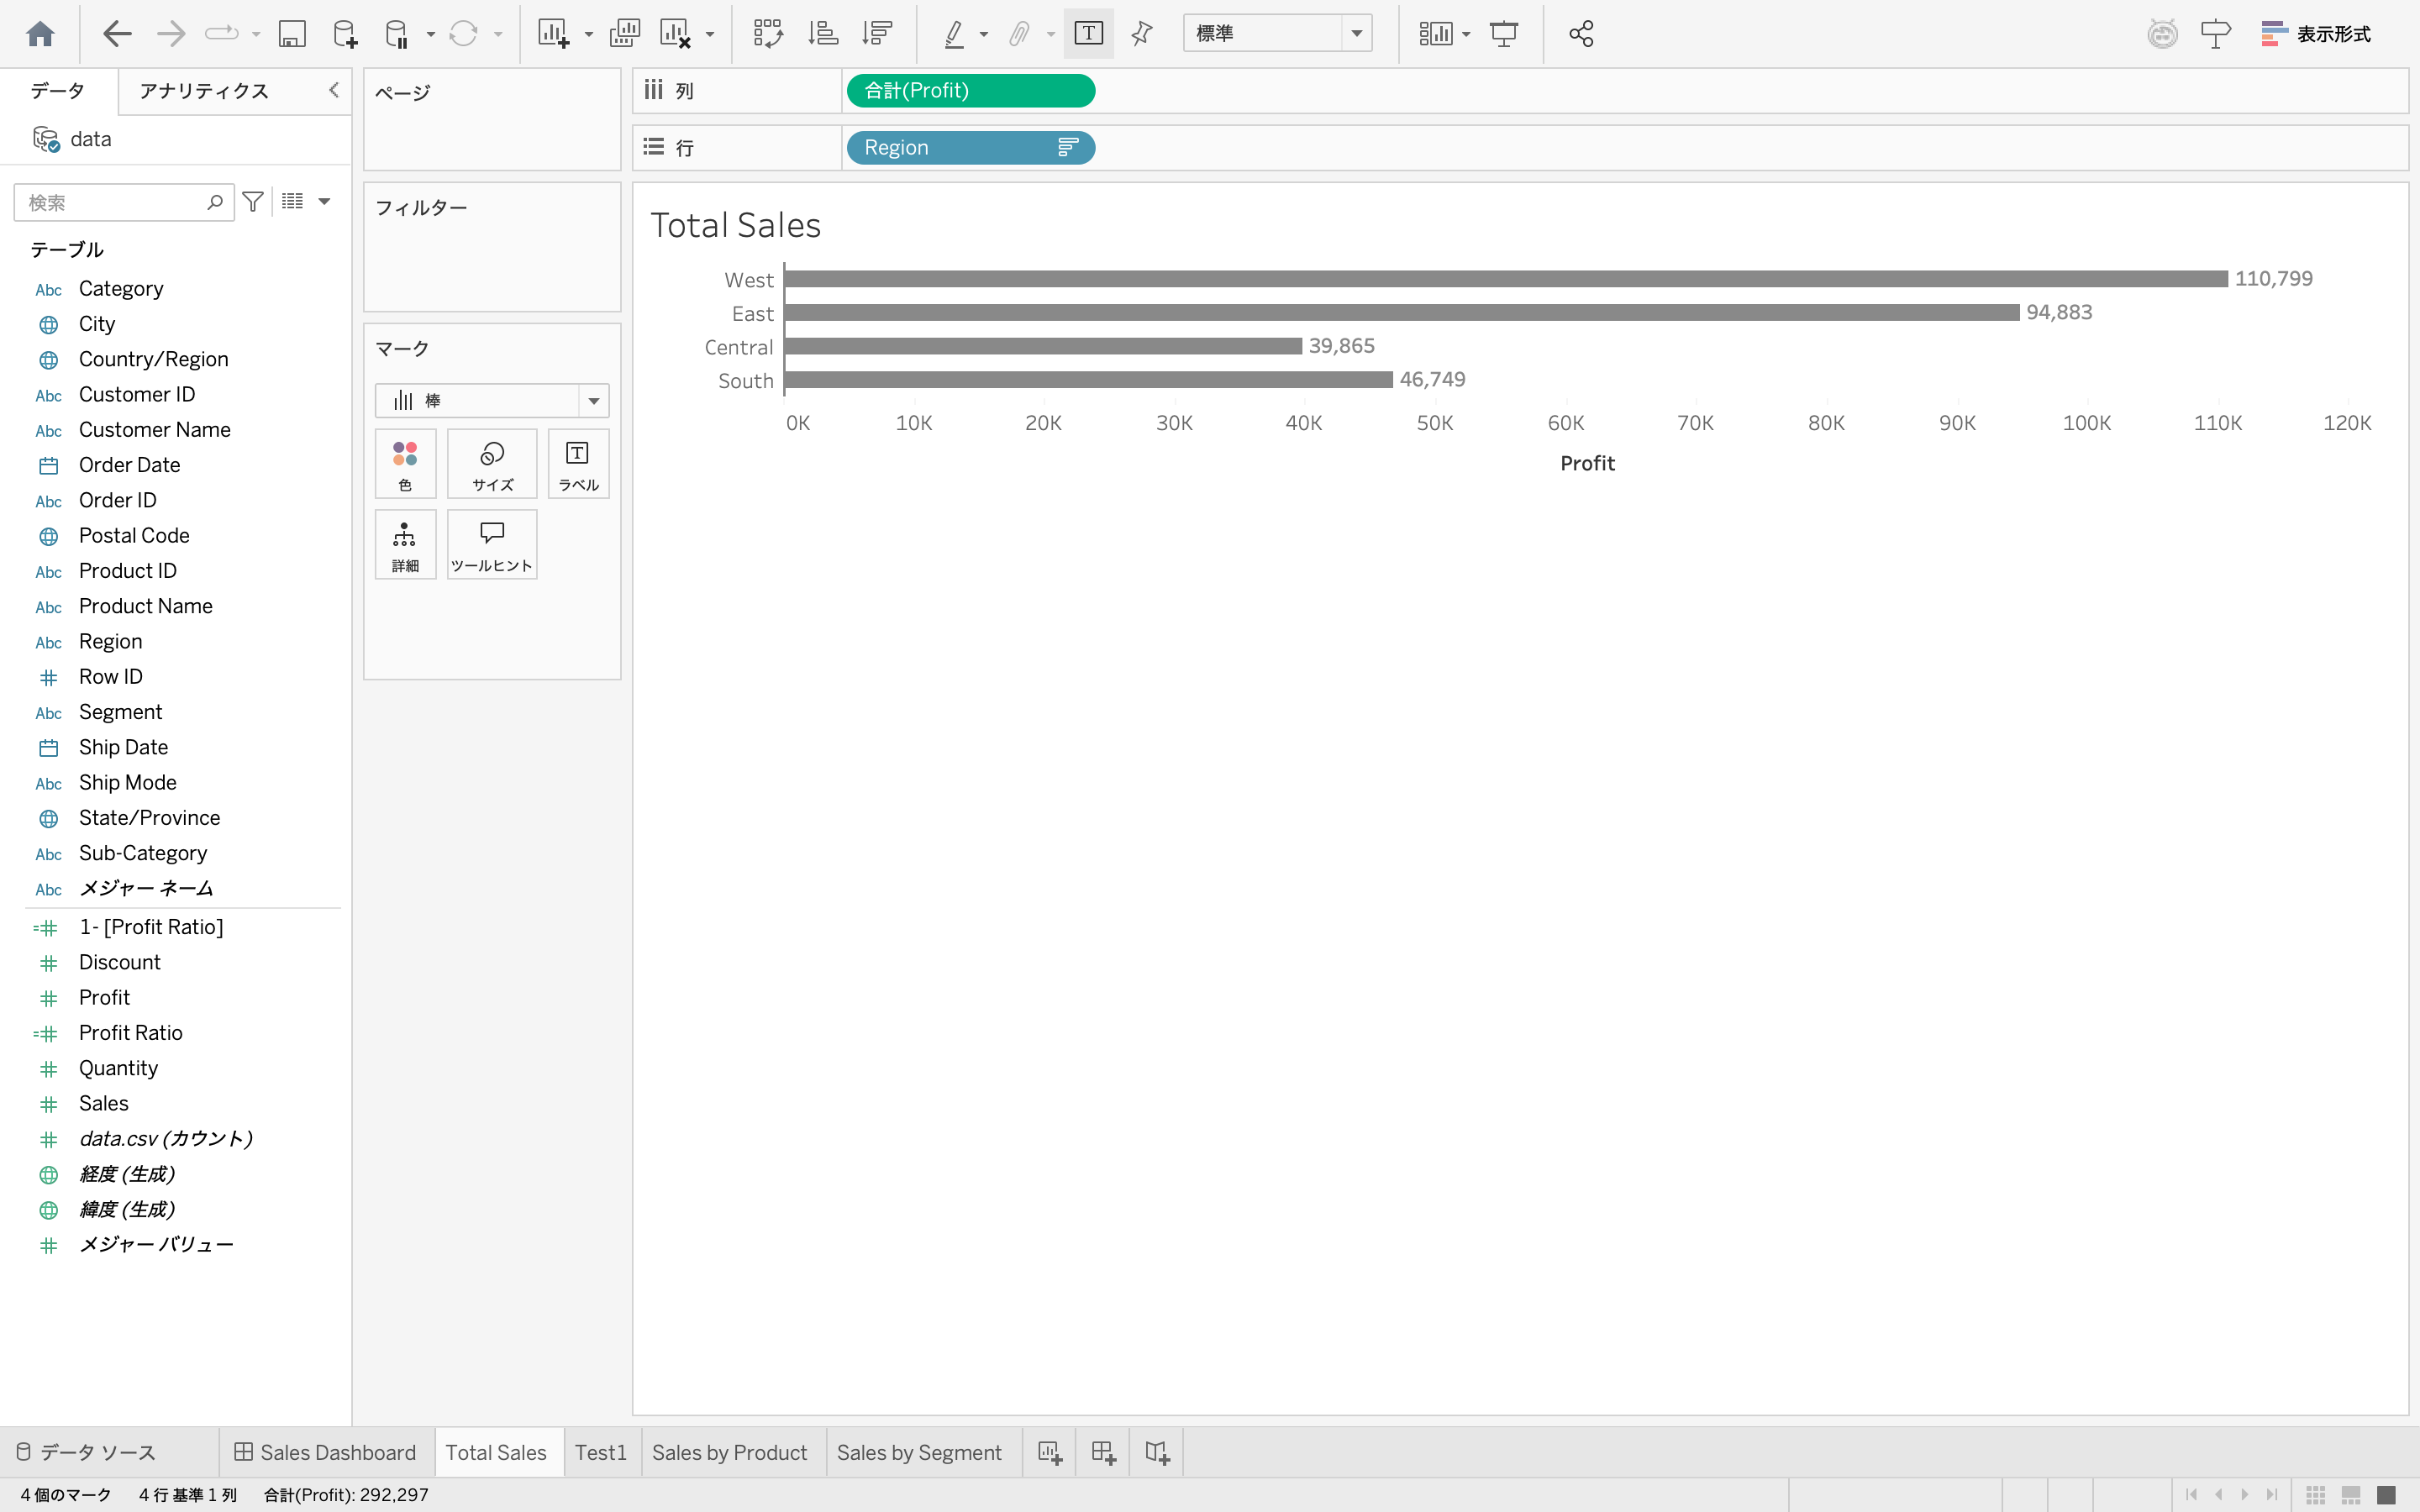 標準
表示形式
データ
アナリティクス
data
検索
テーブル
Abc Category
City
Country/Region
Abc Customer ID
Abc Customer Name
Order Date
Abc Order ID
Postal Code
Abc Product ID
Abc Product Name
Abc Region
Row ID
Abc Segment
Ship Date
Abc Ship Mode
State/Province
Abc Sub-Category
Abc メジャー ネーム
1- [Profit Ratio]
Discount
Profit
Profit Ratio
Quantity
Sales
data.csv (カウント)
経度 (生成)
緯度 (生成)
メジャー バリュー
ページ
フィルター
マーク
棒
色
サイズ
ラベル
詳細
ツールヒント
列
合計(Profit)
行
Region
Total Sales
West 110,799
East 94,883
Central 39,865
South 46,749
0K 10K 20K 30K 40K 50K 60K 70K 80K 90K 100K 110K 120K
Profit
データ ソース
Sales Dashboard
Total Sales
Test1
Sales by Product
Sales by Segment
4 個のマーク 4 行 基準 1 列 合計(Profit): 292,297